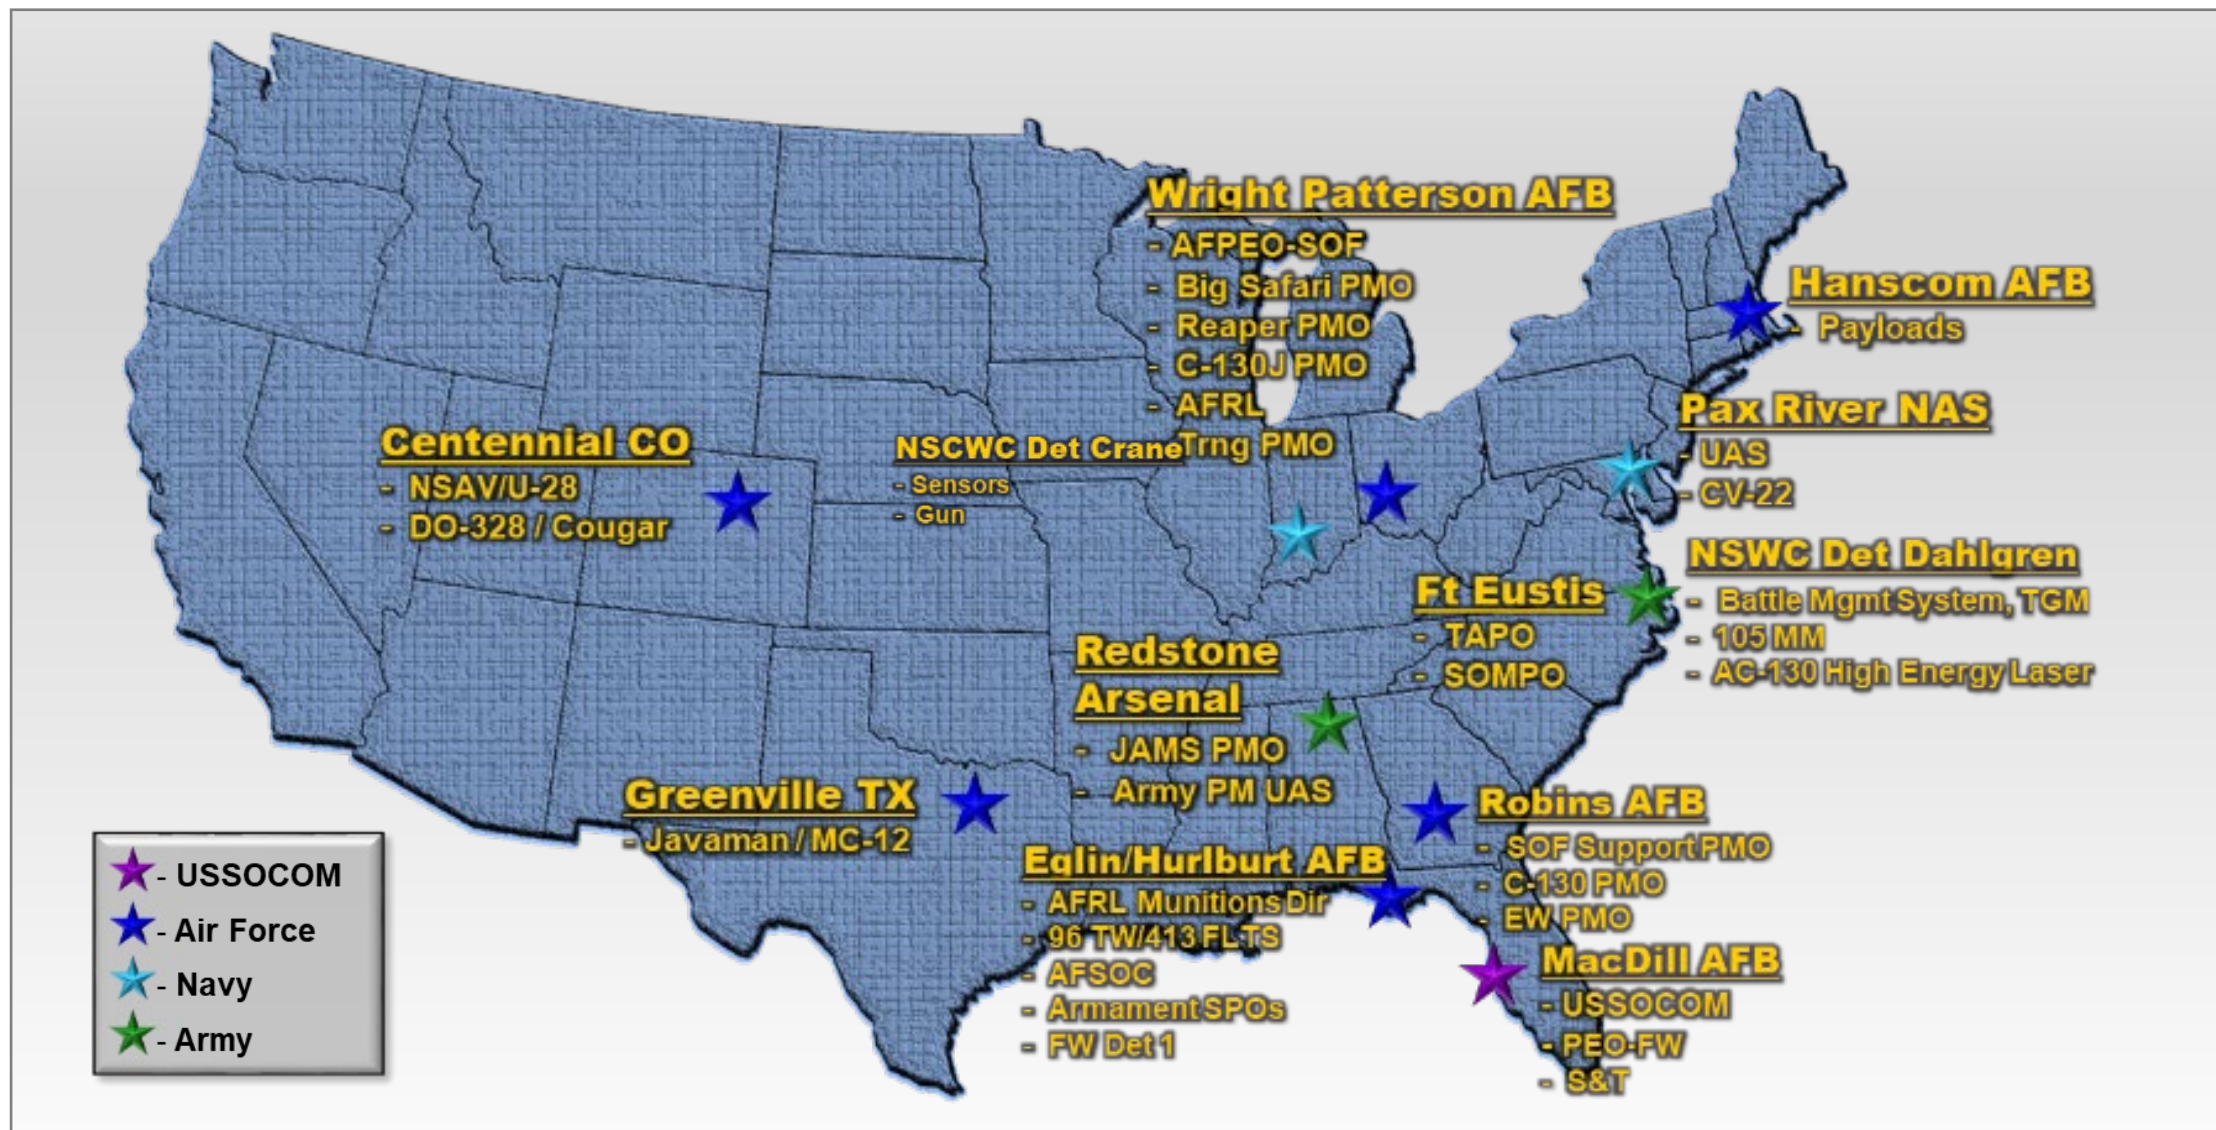 Wright Patterson AFB
- AFPEO-SOF
- Big Safari PMO
- Reaper PMO
- C-130J PMO
- AFRL
Trng PMO
Hanscom AFB
- Payloads
Pax River NAS
- UAS
- CV-22
Centennial CO
- NSAV/U-28
- DO-328 / Cougar
NSCWC Det Crane
- Sensors
- Gun
NSWC Det Dahlgren
- Battle Mgmt System, TGM
- 105 MM
- AC-130 High Energy Laser
Ft Eustis
- TAPO
- SOMPO
Redstone
Arsenal
- JAMS PMO
- Army PM UAS
Greenville TX
- Javaman / MC-12
Robins AFB
- SOF Support PMO
- C-130 PMO
- EW PMO
Eglin/Hurlburt AFB
- AFRL Munitions Dir
- 96 TW/413 FLTS
- AFSOC
- Armament SPOs
- FW Det 1
MacDill AFB
- USSOCOM
- PEO-FW
- S&T
- USSOCOM
- Air Force
- Navy
- Army